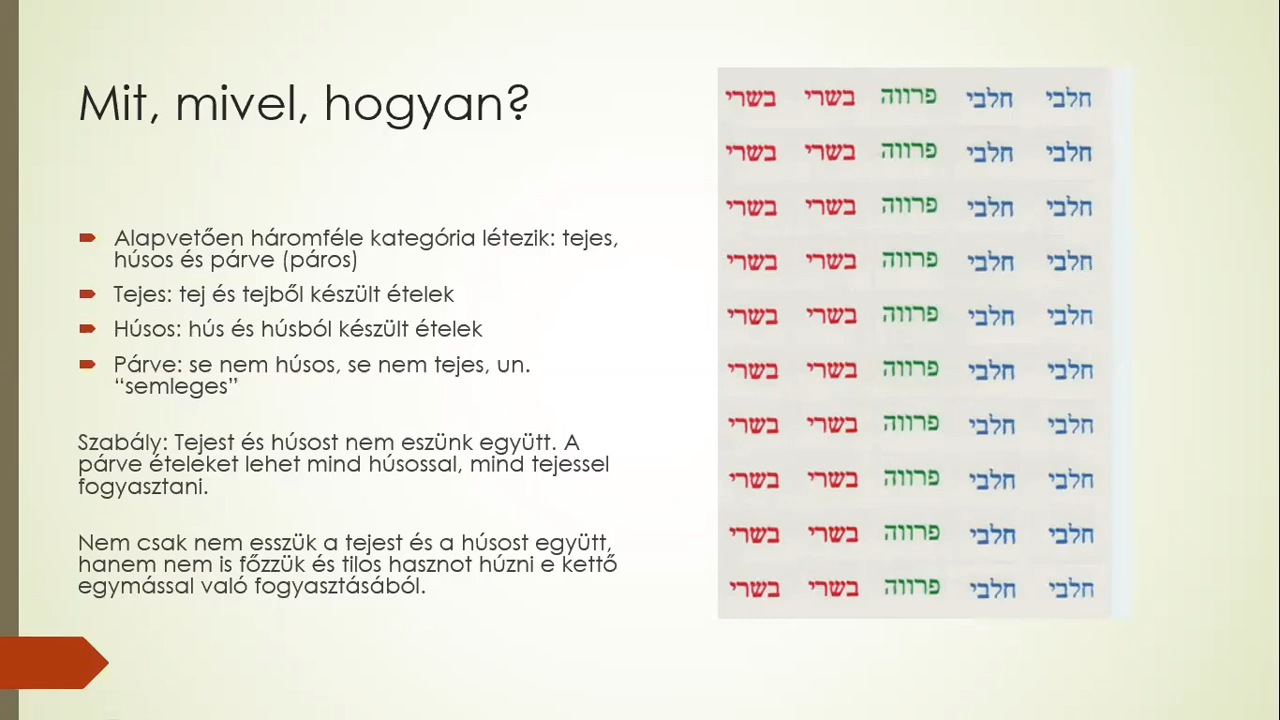 Mit, mivel, hogyan?
Alapvetően háromféle kategória létezik: tejes,
húsos és párve (páros)
Tejes: tej és tejből készült ételek
Húsos: hús és húsból készült ételek
Párve: se nem húsos, se nem tejes, un.
“semleges”
Szabály: Tejest és húsost nem eszünk együtt. A
párve ételeket lehet mind húsossal, mind tejessel
fogyasztani.
Nem csak nem esszük a tejest és a húsost együtt,
hanem nem is főzzük és tilos hasznot húzni e kettő
egymással való fogyasztásából.
חלבי חלבי פרווה בשרי בשרי
חלבי חלבי פרווה בשרי בשרי
חלבי חלבי פרווה בשרי בשרי
חלבי חלבי פרווה בשרי בשרי
חלבי חלבי פרווה בשרי בשרי
חלבי חלבי פרווה בשרי בשרי
חלבי חלבי פרווה בשרי בשרי
חלבי חלבי פרווה בשרי בשרי
חלבי חלבי פרווה בשרי בשרי
חלבי חלבי פרווה בשרי בשרי